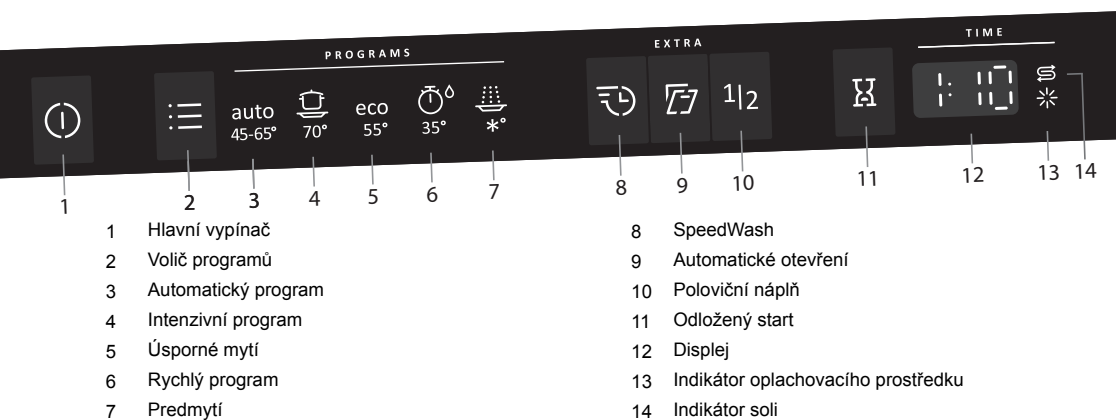 PROGRAMS EXTRA TIME
auto eco 1|2 1:10
45-65° 70° 55° 35° *°
1 2 3 4 5 6 7 8 9 10 11 12 13 14
1 Hlavní vypínač
2 Volič programů
3 Automatický program
4 Intenzivní program
5 Úsporné mytí
6 Rychlý program
7 Predmytí
8 SpeedWash
9 Automatické otevření
10 Poloviční náplň
11 Odložený start
12 Displej
13 Indikátor oplachovacího prostředku
14 Indikátor soli